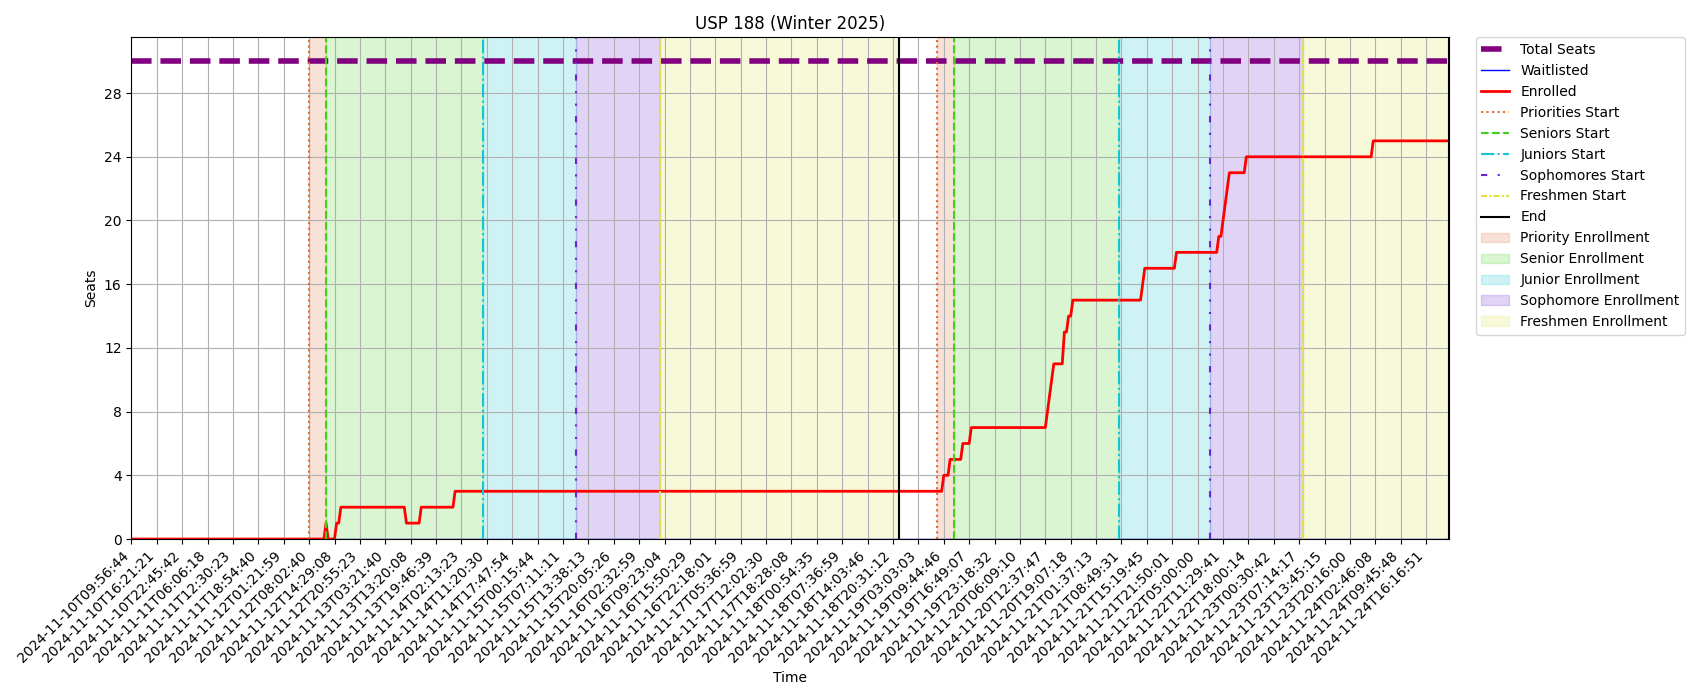 USP 188 (Winter 2025)
Seats
28
24
20
16
12
8
4
0
2024-11-10T09:56:44
2024-11-10T16:21:21
2024-11-10T22:45:42
2024-11-11T06:06:18
2024-11-11T12:30:23
2024-11-11T18:54:40
2024-11-12T01:21:59
2024-11-12T08:02:40
2024-11-12T14:29:08
2024-11-12T20:55:23
2024-11-13T03:21:40
2024-11-13T13:20:08
2024-11-13T19:46:39
2024-11-14T02:13:23
2024-11-14T11:20:30
2024-11-14T17:47:54
2024-11-15T00:15:44
2024-11-15T07:11:11
2024-11-15T13:38:13
2024-11-15T20:05:26
2024-11-16T02:32:59
2024-11-16T09:23:04
2024-11-16T15:50:29
2024-11-16T22:18:01
2024-11-17T05:36:59
2024-11-17T12:02:30
2024-11-17T18:28:08
2024-11-18T00:54:35
2024-11-18T07:36:59
2024-11-18T14:03:46
2024-11-18T20:31:12
2024-11-19T03:03:03
2024-11-19T09:44:46
2024-11-19T16:49:07
2024-11-19T23:18:32
2024-11-20T06:09:10
2024-11-20T12:37:47
2024-11-20T19:07:18
2024-11-21T01:37:13
2024-11-21T08:49:31
2024-11-21T15:19:45
2024-11-21T21:50:01
2024-11-22T05:00:00
2024-11-22T11:29:41
2024-11-22T18:00:14
2024-11-23T00:30:42
2024-11-23T07:14:17
2024-11-23T13:45:15
2024-11-23T20:16:00
2024-11-24T02:46:08
2024-11-24T09:45:48
2024-11-24T16:16:51
Time
Total Seats
Waitlisted
Enrolled
Priorities Start
Seniors Start
Juniors Start
Sophomores Start
Freshmen Start
End
Priority Enrollment
Senior Enrollment
Junior Enrollment
Sophomore Enrollment
Freshmen Enrollment